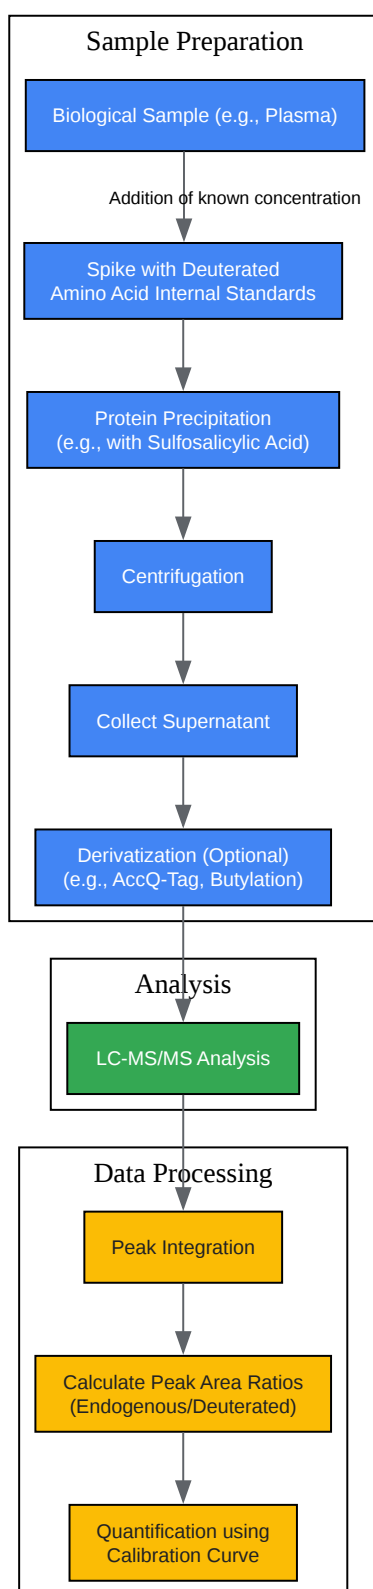 Sample Preparation
Biological Sample (e.g., Plasma)
Addition of known concentration
Spike with Deuterated
Amino Acid Internal Standards
Protein Precipitation
(e.g., with Sulfosalicylic Acid)
Centrifugation
Collect Supernatant
Derivatization (Optional)
(e.g., AccQ-Tag, Butylation)
Analysis
LC-MS/MS Analysis
Data Processing
Peak Integration
Calculate Peak Area Ratios
(Endogenous/Deuterated)
Quantification using
Calibration Curve